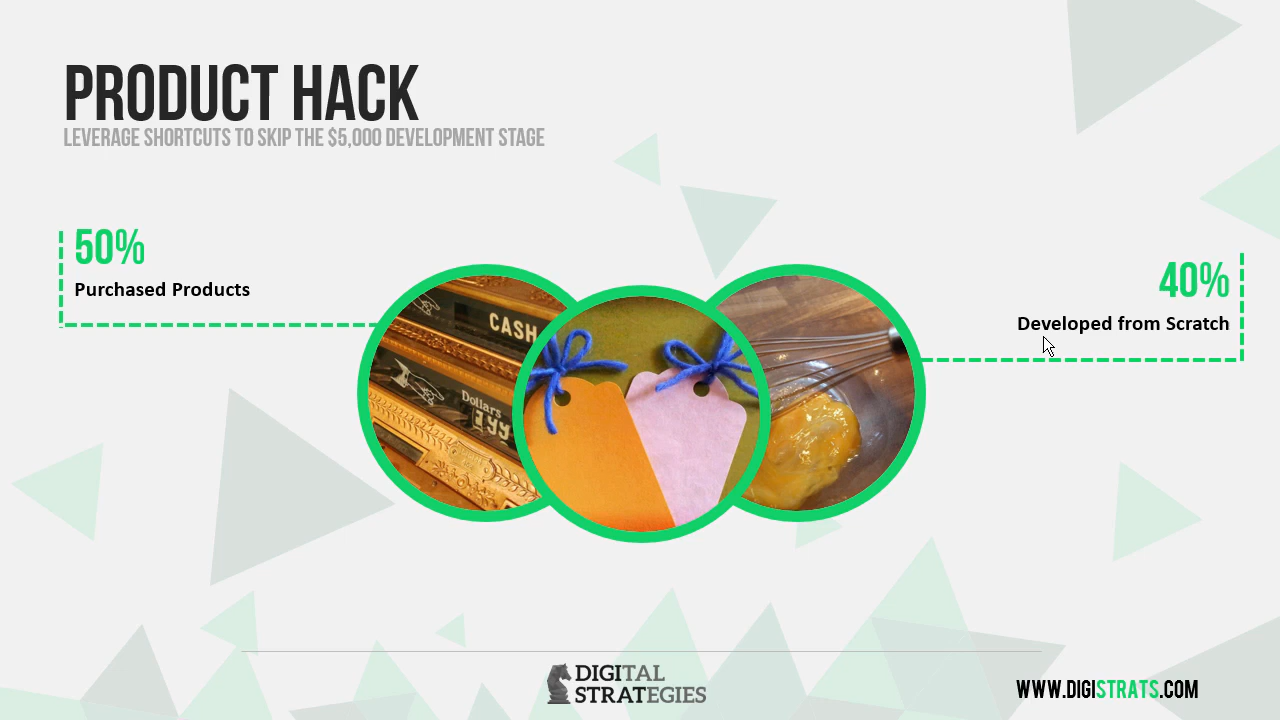 PRODUCT HACK
LEVERAGE SHORTCUTS TO SKIP THE $5,000 DEVELOPMENT STAGE
50%
Purchased Products
40%
Developed from Scratch
CASH
Dollars
199
DIGITAL
STRATEGIES
WWW.DIGISTRATS.COM